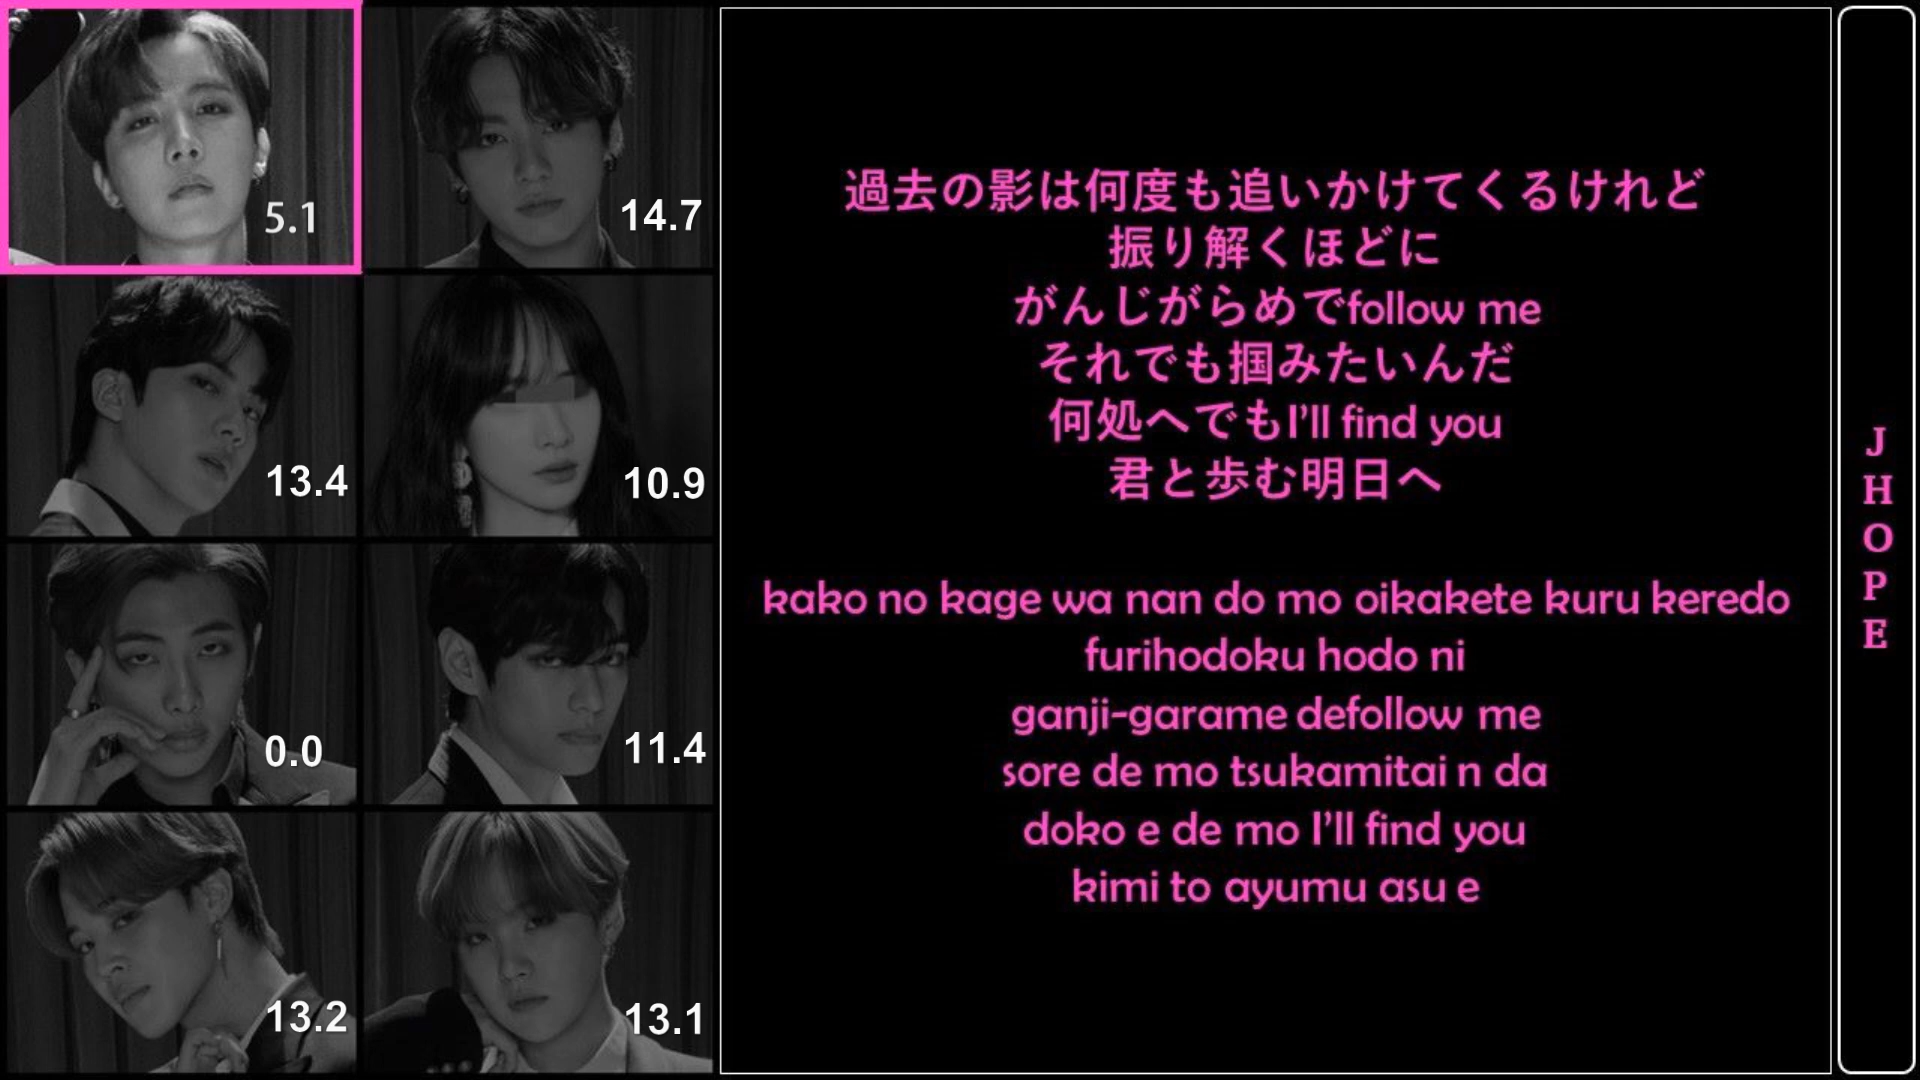 5.1
14.7
13.4
10.9
0.0
11.4
13.2
13.1
過去の影は何度も追いかけてくるけれど
振り解くほどに
がんじがらめでfollow me
それでも掴みたいんだ
何処へでもI'll find you
君と歩む明日へ
kako no kage wa nan do mo oikakete kuru keredo
furihodoku hodo ni
ganji-garame defollow me
sore de mo tsukamitai n da
doko e de mo I'll find you
kimi to ayumu asu e
J
H
O
P
E